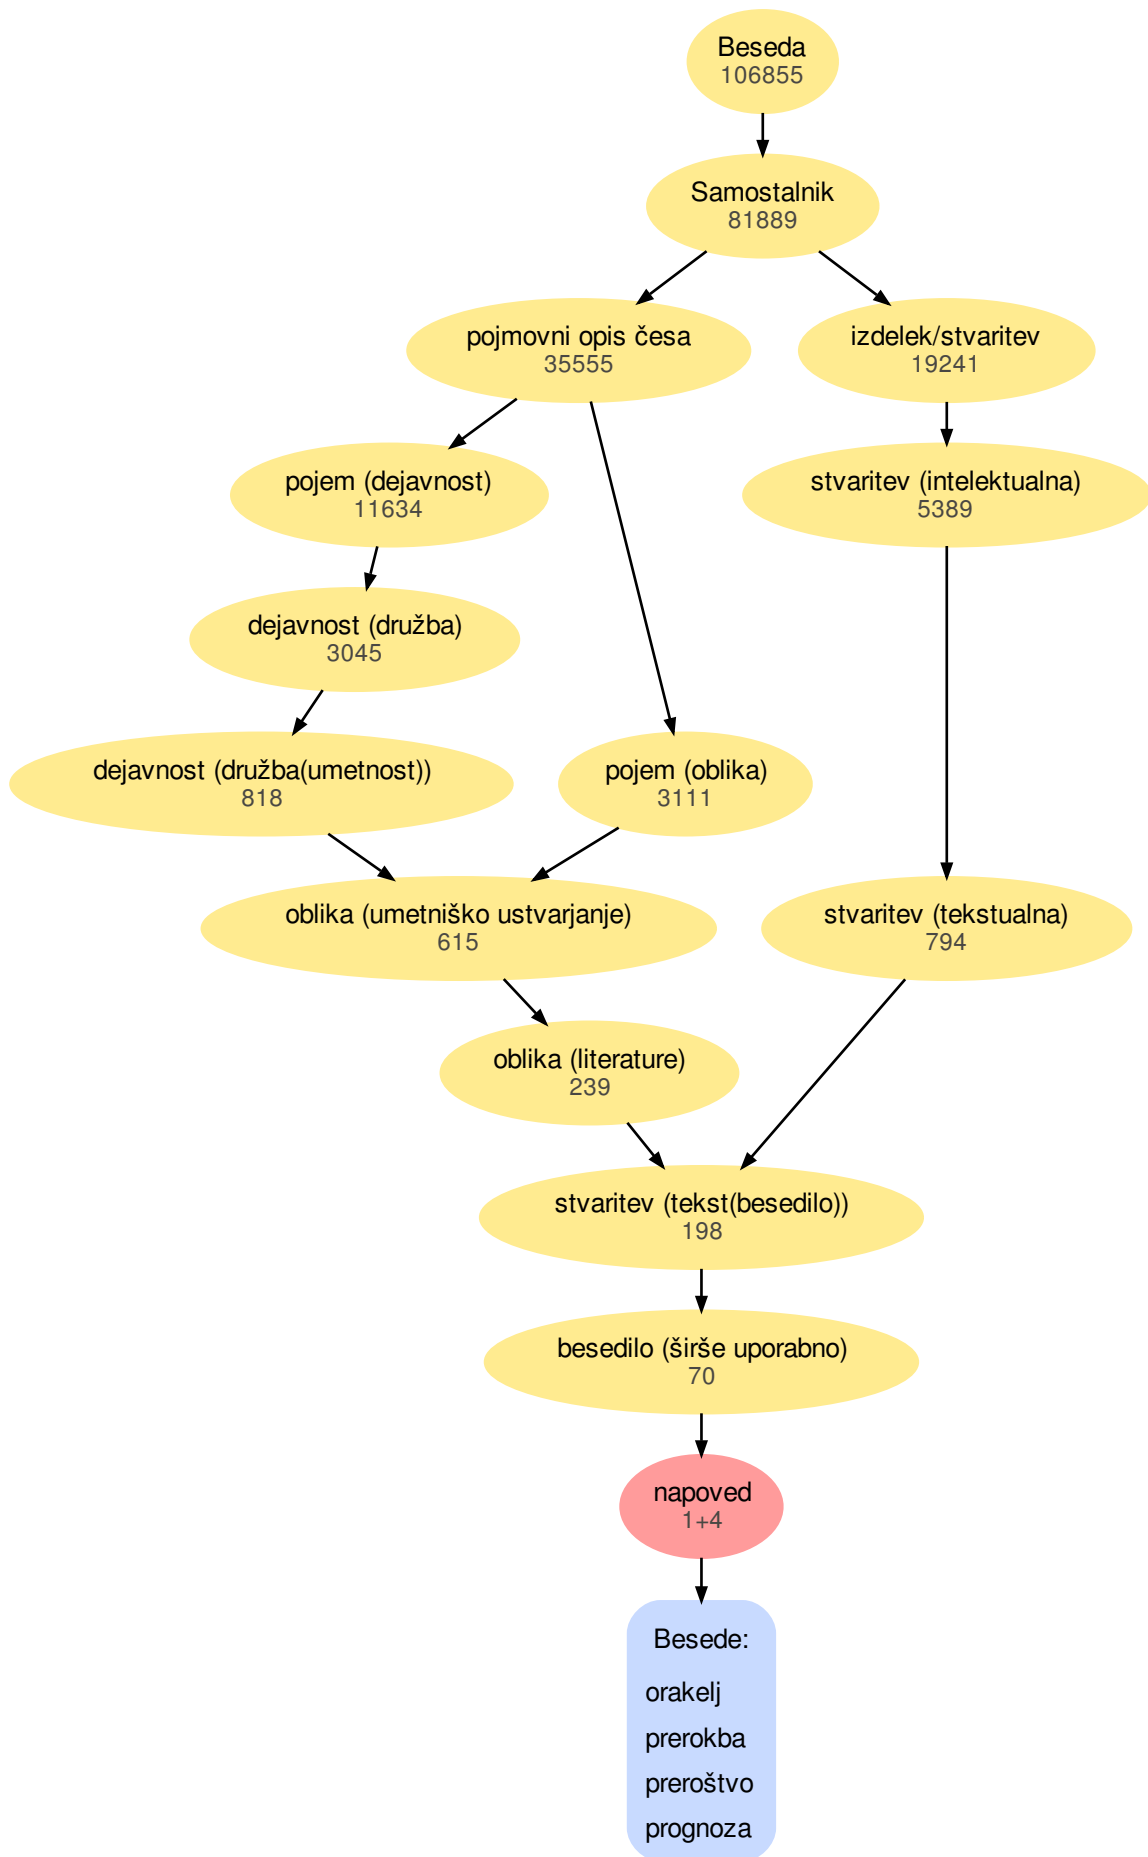 Beseda
106855
Samostalnik
81889
pojmovni opis česa
35555
izdelek/stvaritev
19241
pojem (dejavnost)
11634
stvaritev (intelektualna)
5389
dejavnost (družba)
3045
dejavnost (družba(umetnost))
818
pojem (oblika)
3111
oblika (umetniško ustvarjanje)
615
stvaritev (tekstualna)
794
oblika (literature)
239
stvaritev (tekst(besedilo))
198
besedilo (širše uporabno)
70
napoved
1+4
Besede:
orakelj
prerokba
preroštvo
prognoza